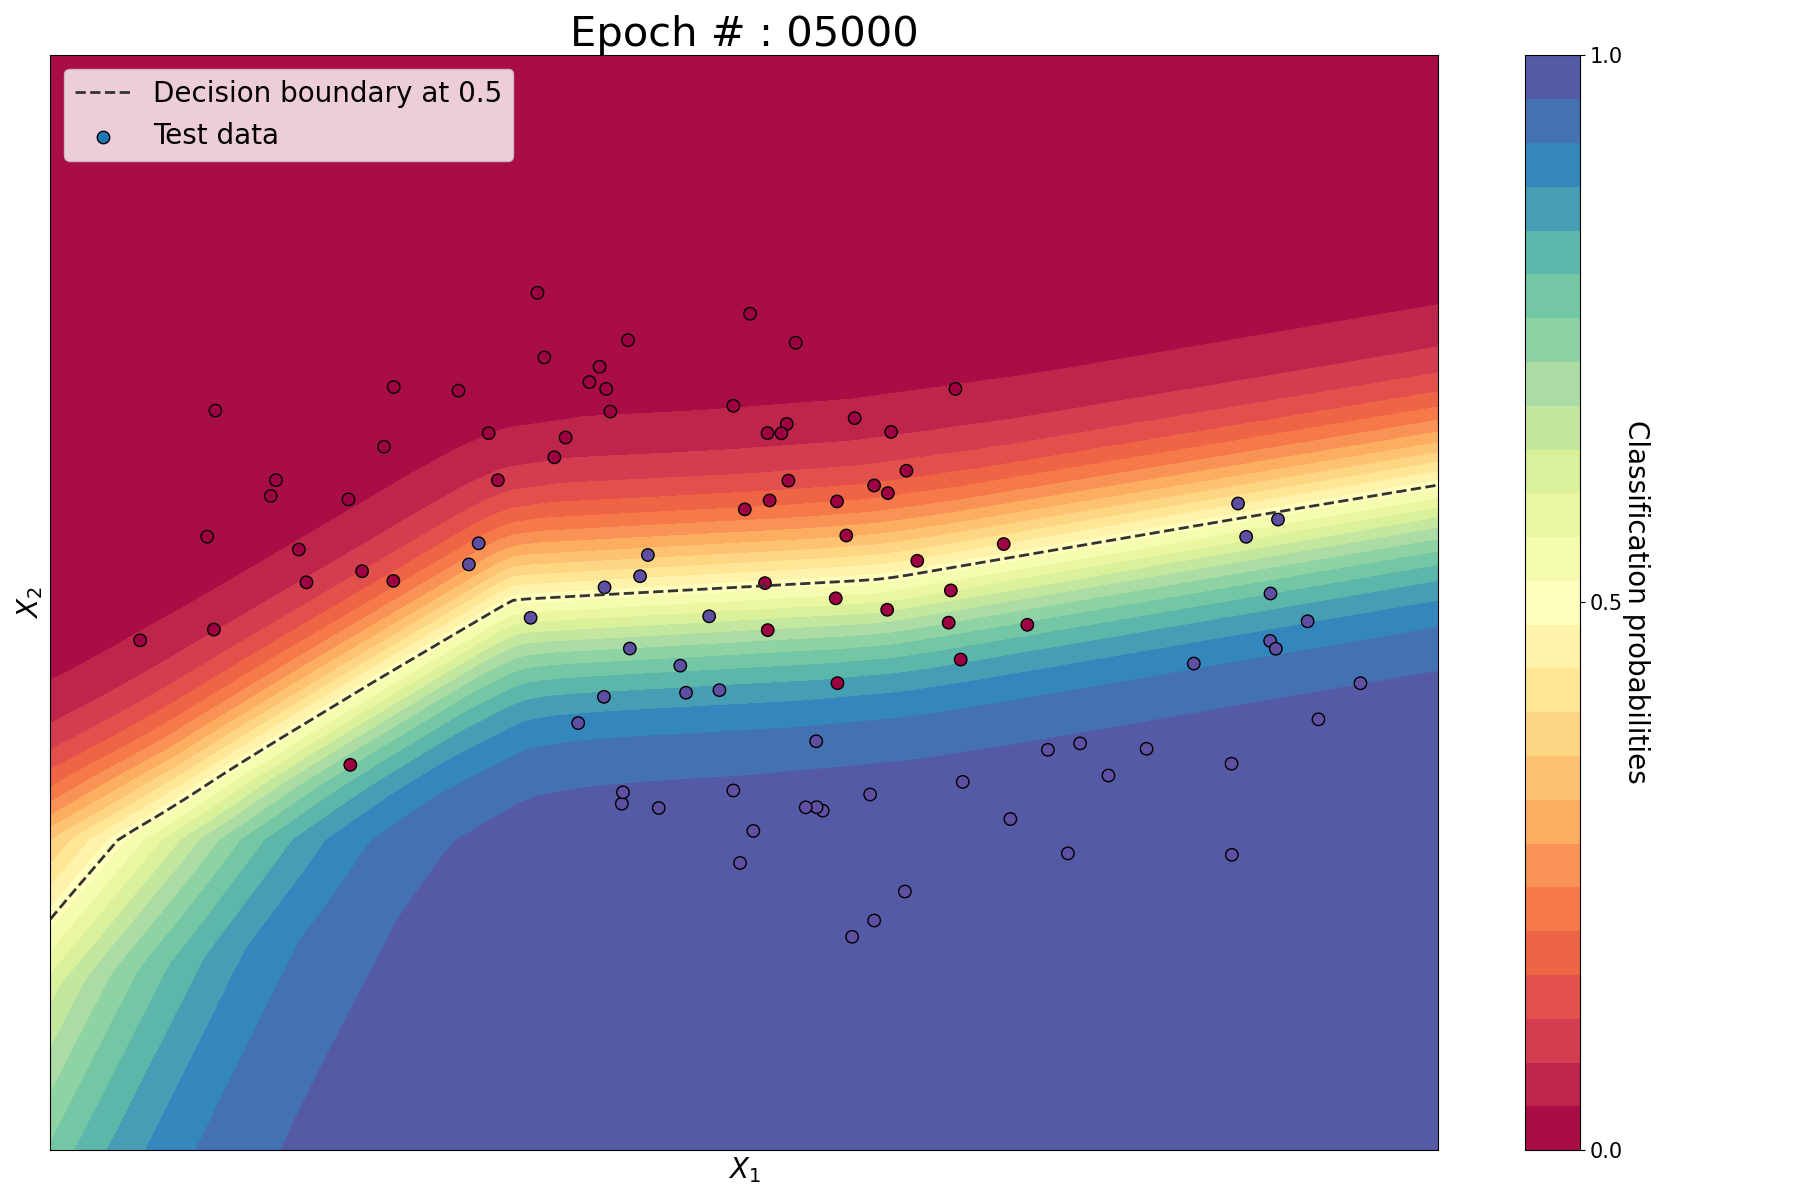 Epoch # : 05000
Decision boundary at 0.5
Test data
X₂
X₁
1.0
0.5
0.0
Classification probabilities